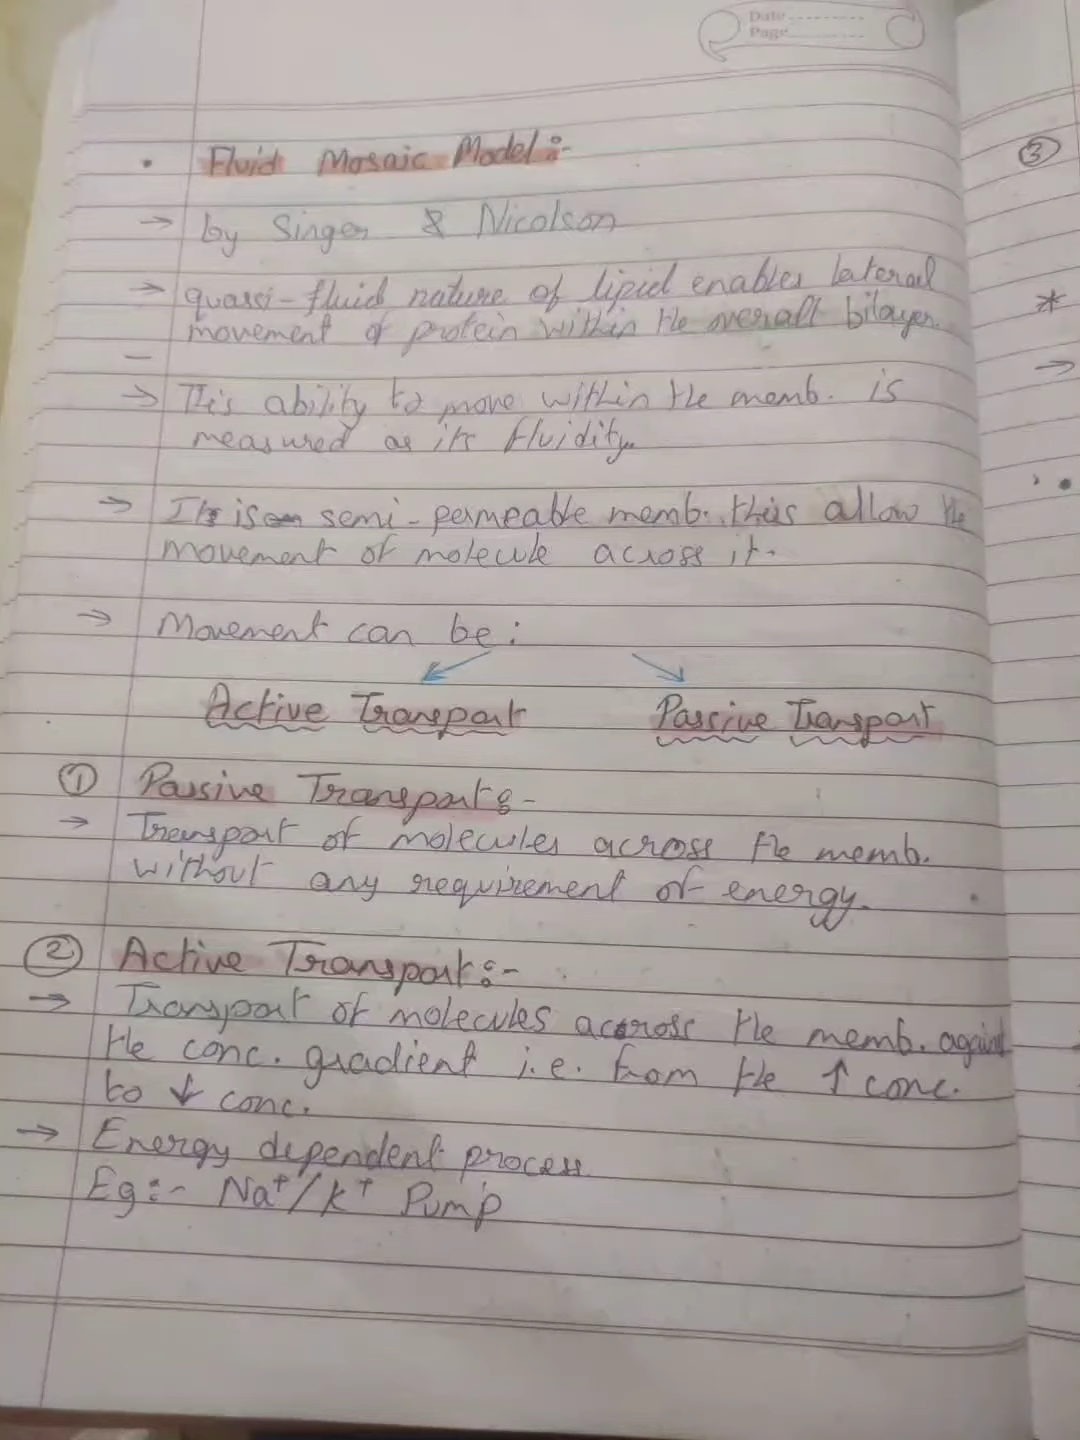 Date
Page
• Fluid Mosaic Model :-
→ by Singer & Nicolson
→ quasi-fluid nature of lipid enables lateral
movement of protein within the overall bilayer.
→ This ability to move within the memb. is
measured as its fluidity.
→ It is semi-permeable memb. this allow the
movement of molecule across it.
→ Movement can be :
Active Transport Passive Transport
① Passive Transport :-
→ Transport of molecules across the memb.
without any requirement of energy.
② Active Transport :-
→ Transport of molecules across the memb. against
the conc. gradient i.e. from the ↑ conc.
to ↓ conc.
→ Energy dependent process
Eg :- Na⁺/K⁺ Pump
③
*
→